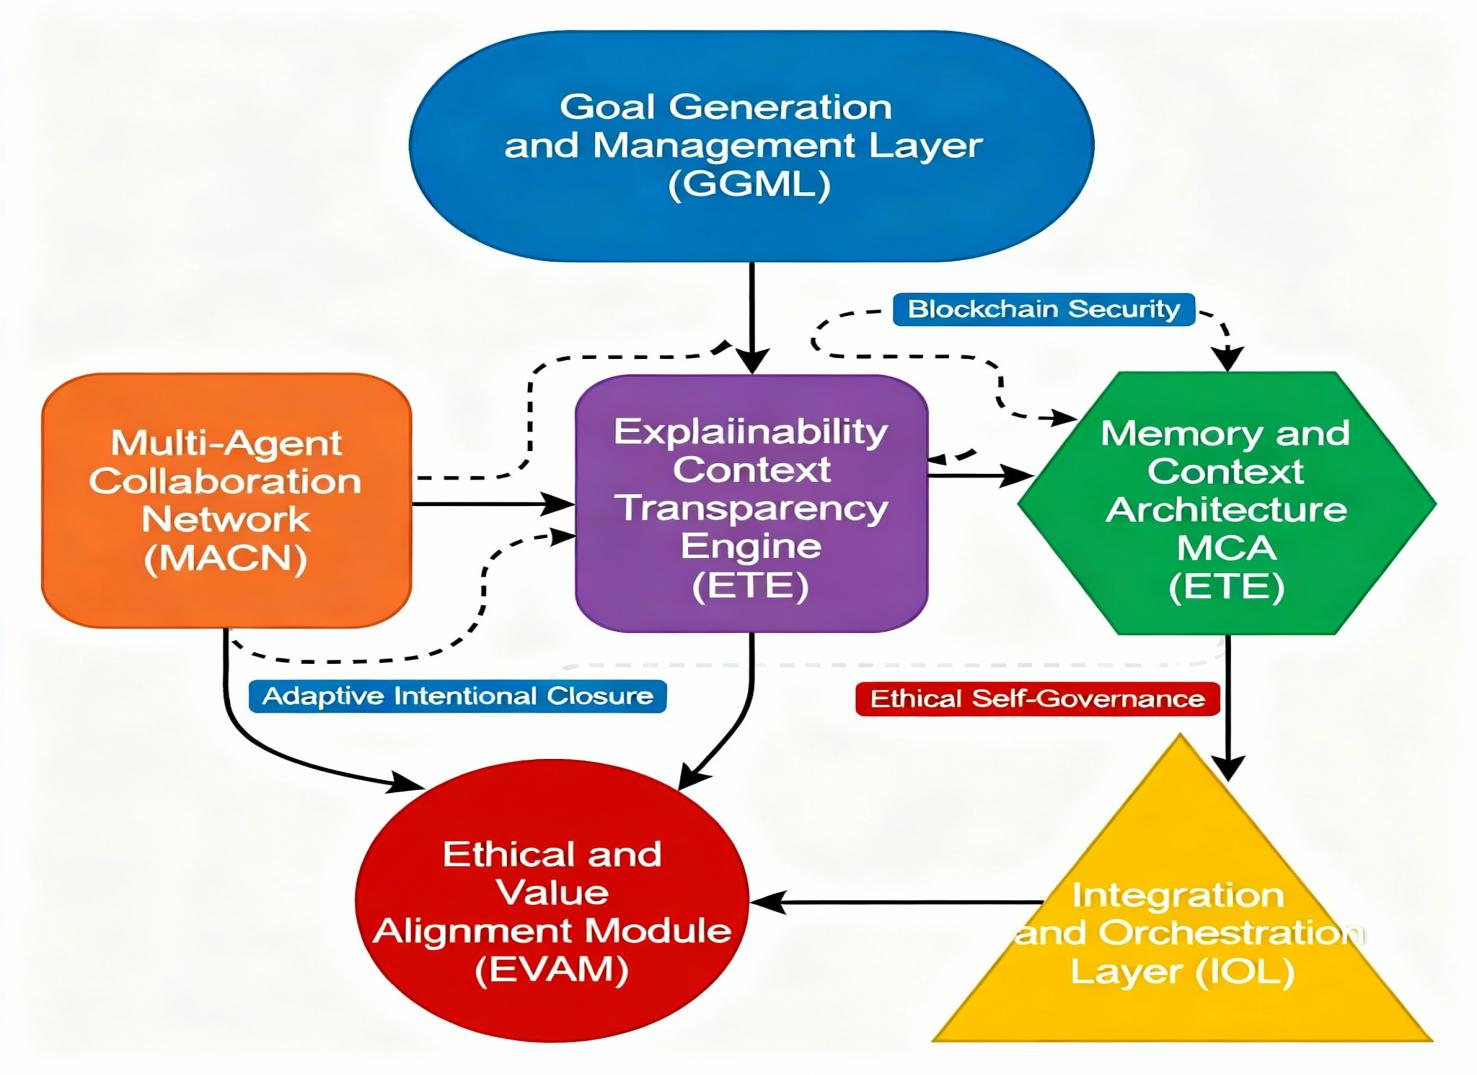 Goal Generation
and Management Layer
(GGML)
Blockchain Security
Multi-Agent
Collaboration
Network
(MACN)
Explaiinability
Context
Transparency
Engine
(ETE)
Memory and
Context
Architecture
MCA
(ETE)
Adaptive Intentional Closure
Ethical Self-Governance
Ethical and
Value
Alignment Module
(EVAM)
Integration
and Orchestration
Layer (IOL)